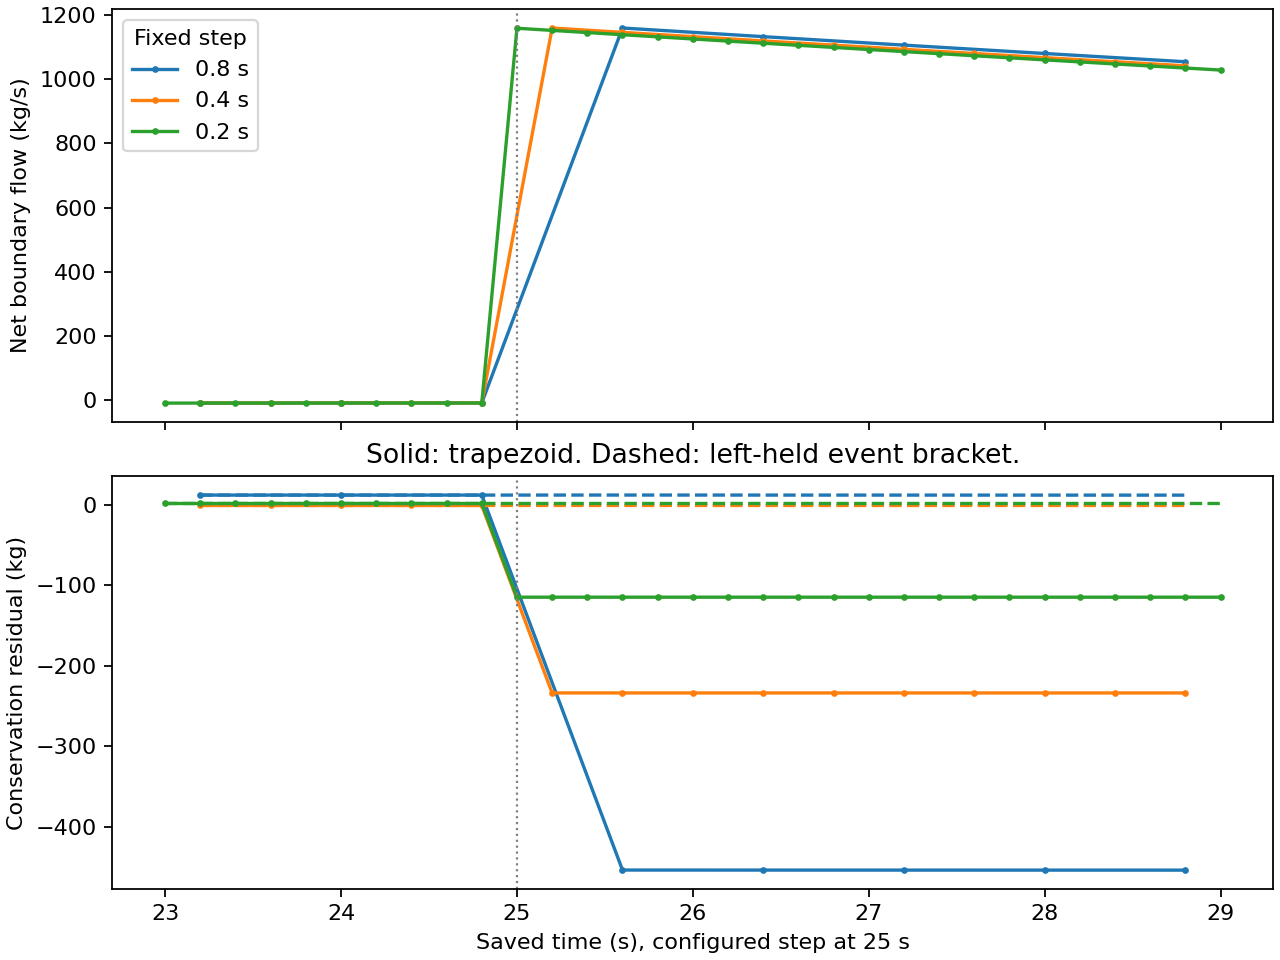 1200
1000
800
600
400
200
0
Net boundary flow (kg/s)
Fixed step
0.8 s
0.4 s
0.2 s
Solid: trapezoid. Dashed: left-held event bracket.
0
−100
−200
−300
−400
Conservation residual (kg)
23 24 25 26 27 28 29
Saved time (s), configured step at 25 s